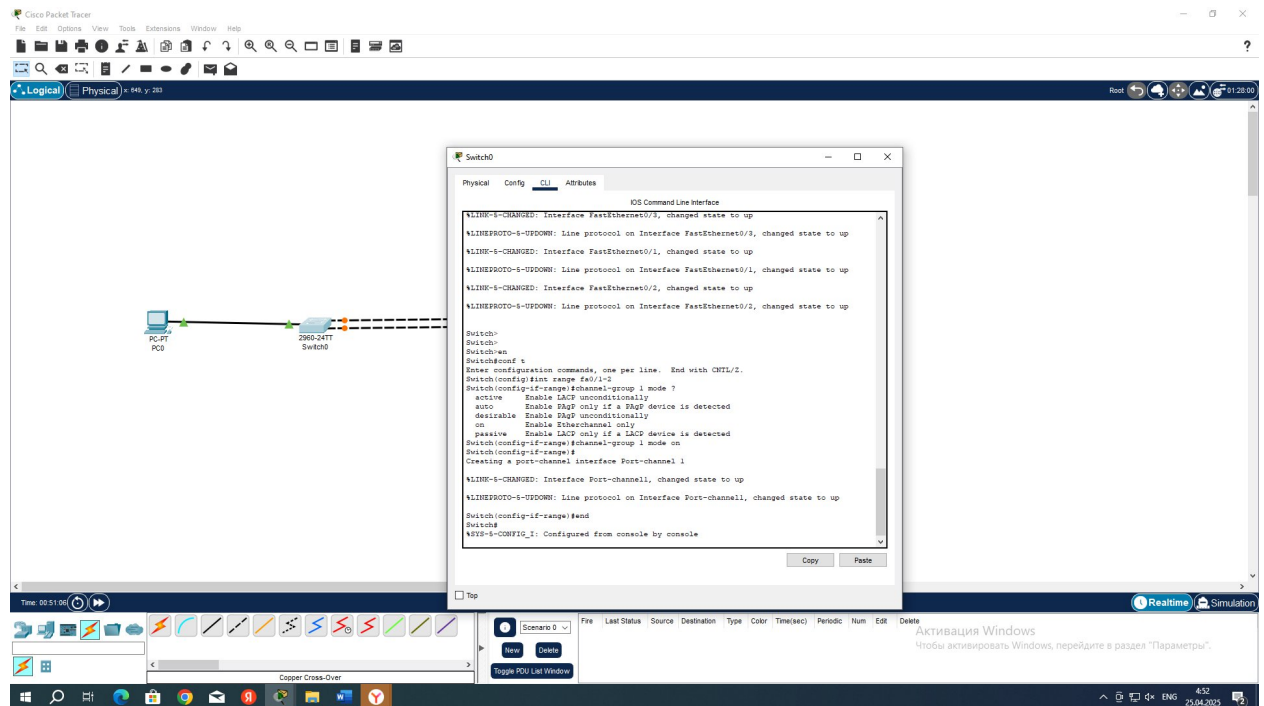 Cisco Packet Tracer
File Edit Options View Tools Extensions Window Help
?
Logical Physical x: 649, y: 283
Root 01:28:00
Switch0
Physical Config CLI Attributes
IOS Command Line Interface
%LINK-5-CHANGED: Interface FastEthernet0/3, changed state to up
%LINEPROTO-5-UPDOWN: Line protocol on Interface FastEthernet0/3, changed state to up
%LINK-5-CHANGED: Interface FastEthernet0/1, changed state to up
%LINEPROTO-5-UPDOWN: Line protocol on Interface FastEthernet0/1, changed state to up
%LINK-5-CHANGED: Interface FastEthernet0/2, changed state to up
%LINEPROTO-5-UPDOWN: Line protocol on Interface FastEthernet0/2, changed state to up
Switch>
Switch>
Switch>en
Switch#conf t
Enter configuration commands, one per line. End with CNTL/Z.
Switch(config)#int range fa0/1-2
Switch(config-if-range)#channel-group 1 mode ?
active Enable LACP unconditionally
auto Enable PAgP only if a PAgP device is detected
desirable Enable PAgP unconditionally
on Enable Etherchannel only
passive Enable LACP only if a LACP device is detected
Switch(config-if-range)#channel-group 1 mode on
Switch(config-if-range)#
Creating a port-channel interface Port-channel 1
%LINK-5-CHANGED: Interface Port-channel1, changed state to up
%LINEPROTO-5-UPDOWN: Line protocol on Interface Port-channel1, changed state to up
Switch(config-if-range)#end
Switch#
%SYS-5-CONFIG_I: Configured from console by console
Copy Paste
Top
PC-PT
PC0
2960-24TT
Switch0
Time: 00:51:06
Realtime Simulation
Scenario 0
New Delete
Toggle PDU List Window
Fire Last Status Source Destination Type Color Time(sec) Periodic Num Edit Delete
Активация Windows
Чтобы активировать Windows, перейдите в раздел "Параметры".
Copper Cross-Over
ENG
4:52
25.04.2025
2